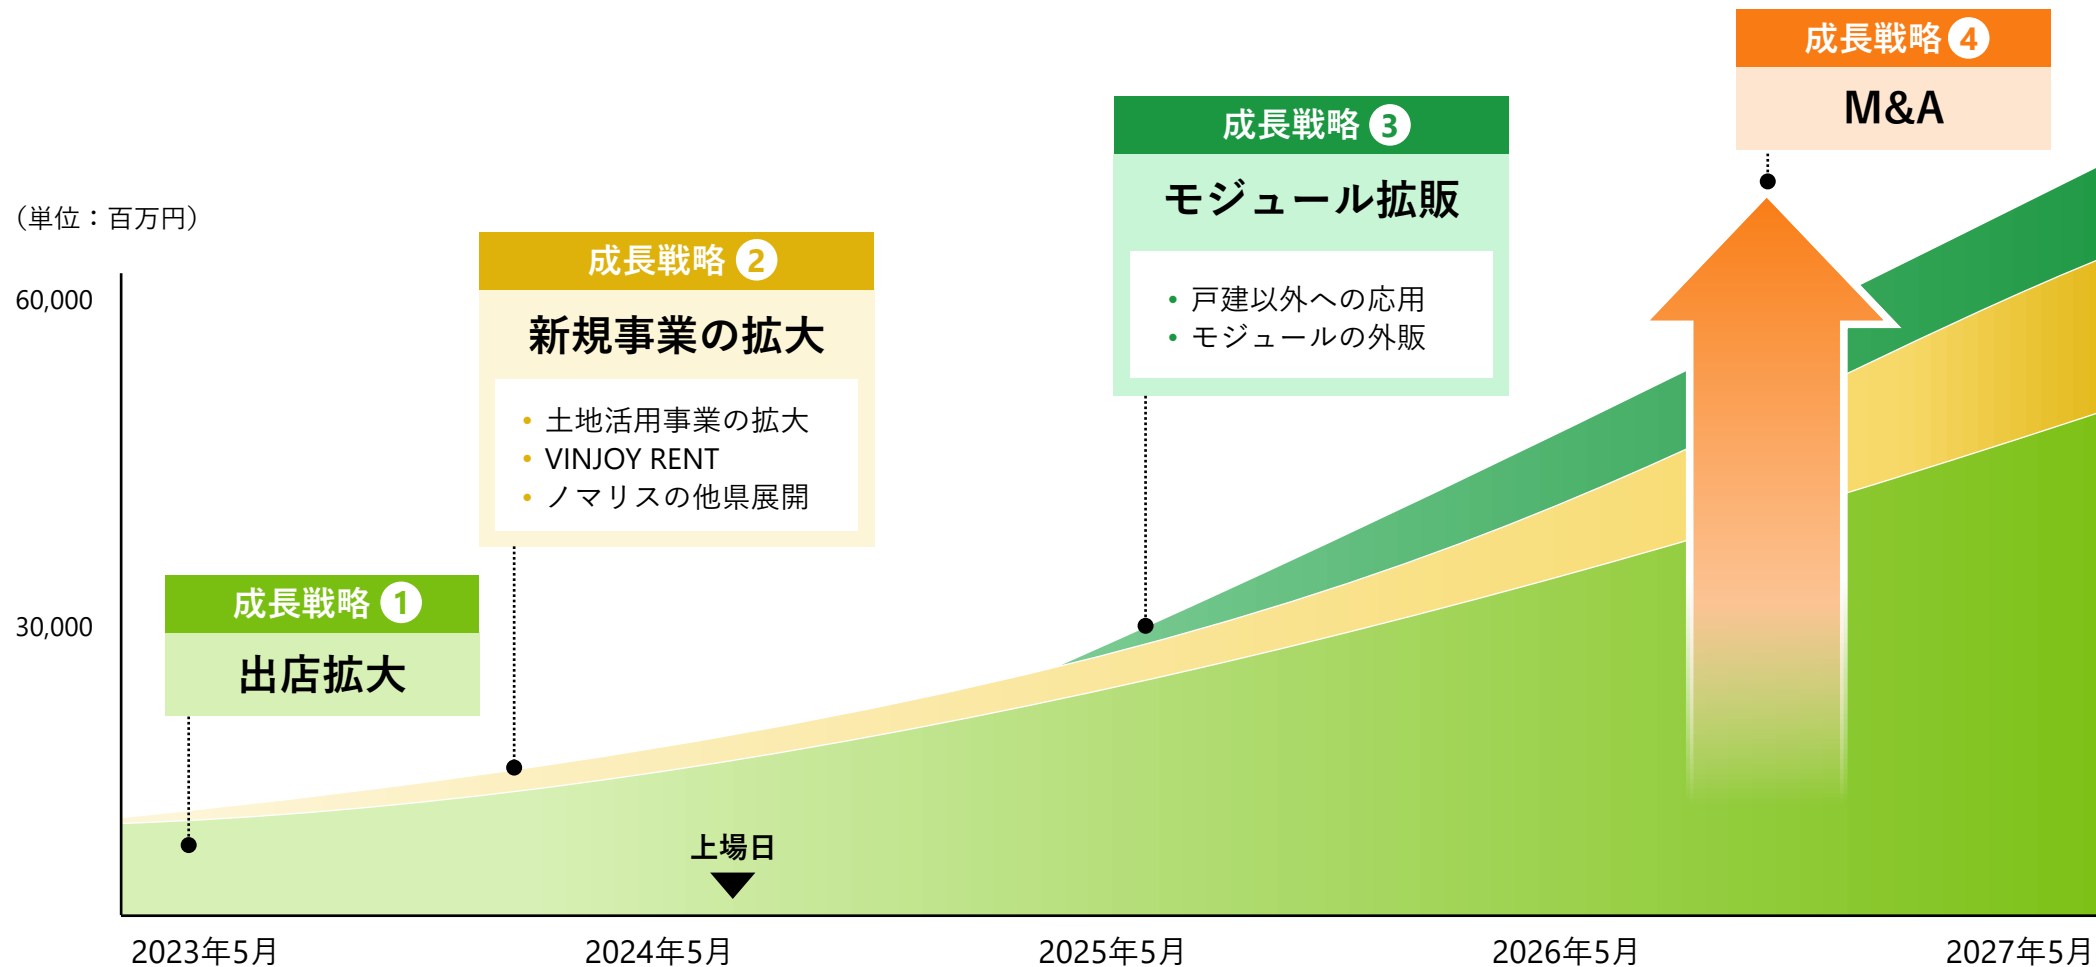 成長戦略 4
M&A
成長戦略 3
モジュール拡販
• 戸建以外への応用
• モジュールの外販
(単位：百万円)
成長戦略 2
新規事業の拡大
• 土地活用事業の拡大
• VINJOY RENT
• ノマリスの他県展開
60,000
30,000
成長戦略 1
出店拡大
上場日
2023年5月
2024年5月
2025年5月
2026年5月
2027年5月